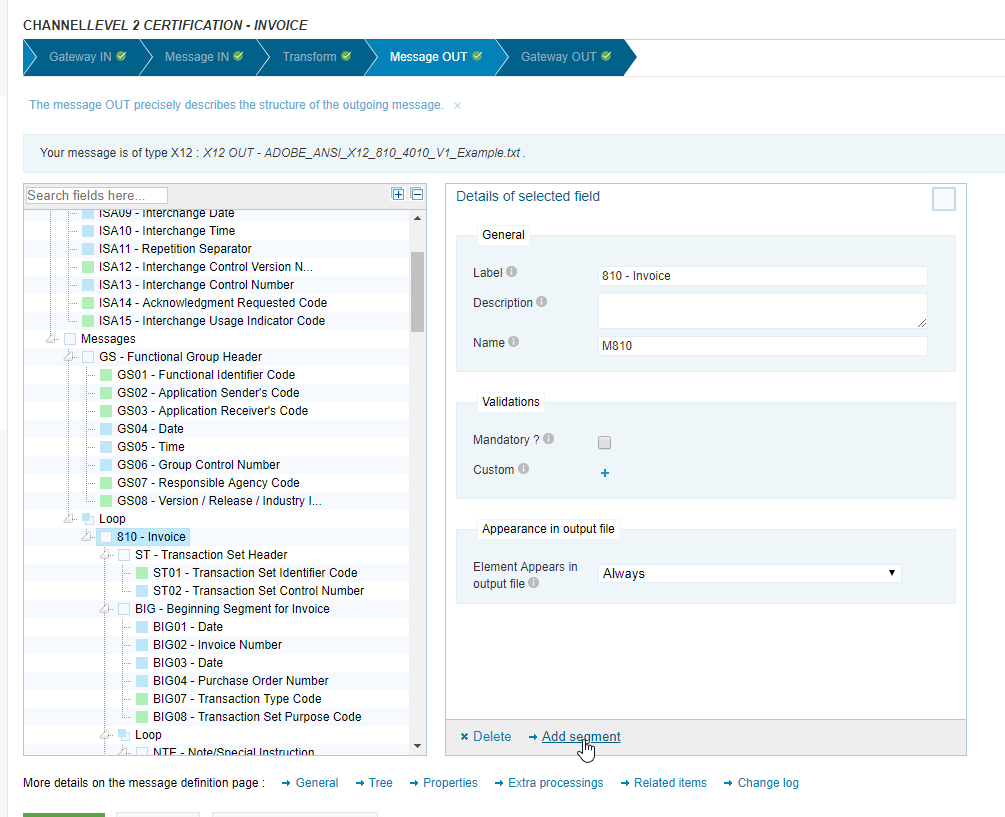 CHANNELLEVEL 2 CERTIFICATION - INVOICE
Gateway IN
Message IN
Transform
Message OUT
Gateway OUT
The message OUT precisely describes the structure of the outgoing message. ×
Your message is of type X12 : X12 OUT - ADOBE_ANSI_X12_810_4010_V1_Example.txt .
Search fields here...
ISA09 - Interchange Date
ISA10 - Interchange Time
ISA11 - Repetition Separator
ISA12 - Interchange Control Version N...
ISA13 - Interchange Control Number
ISA14 - Acknowledgment Requested Code
ISA15 - Interchange Usage Indicator Code
Messages
GS - Functional Group Header
GS01 - Functional Identifier Code
GS02 - Application Sender's Code
GS03 - Application Receiver's Code
GS04 - Date
GS05 - Time
GS06 - Group Control Number
GS07 - Responsible Agency Code
GS08 - Version / Release / Industry I...
Loop
810 - Invoice
ST - Transaction Set Header
ST01 - Transaction Set Identifier Code
ST02 - Transaction Set Control Number
BIG - Beginning Segment for Invoice
BIG01 - Date
BIG02 - Invoice Number
BIG03 - Date
BIG04 - Purchase Order Number
BIG07 - Transaction Type Code
BIG08 - Transaction Set Purpose Code
Loop
NTE - Note/Special Instruction
Details of selected field
General
Label
810 - Invoice
Description
Name
M810
Validations
Mandatory ?
Custom
+
Appearance in output file
Element Appears in
output file
Always
Delete
Add segment
More details on the message definition page :
General
Tree
Properties
Extra processings
Related items
Change log